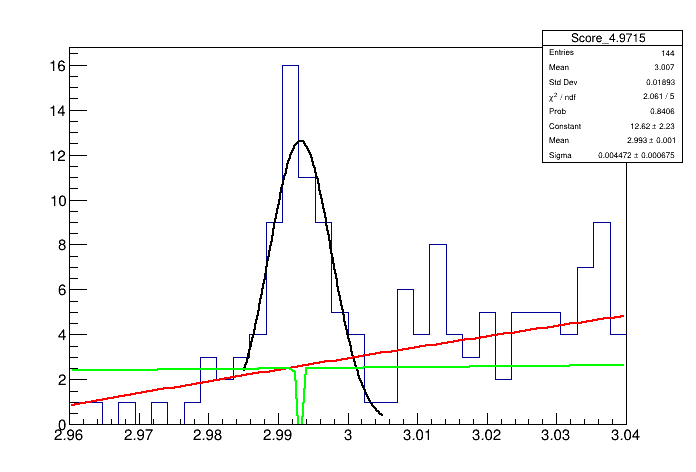 Score_4.9715
Entries 144
Mean 3.007
Std Dev 0.01893
χ² / ndf 2.061 / 5
Prob 0.8406
Constant 12.62 ± 2.23
Mean 2.993 ± 0.001
Sigma 0.004472 ± 0.000675
16
14
12
10
8
6
4
2
0
2.96 2.97 2.98 2.99 3 3.01 3.02 3.03 3.04